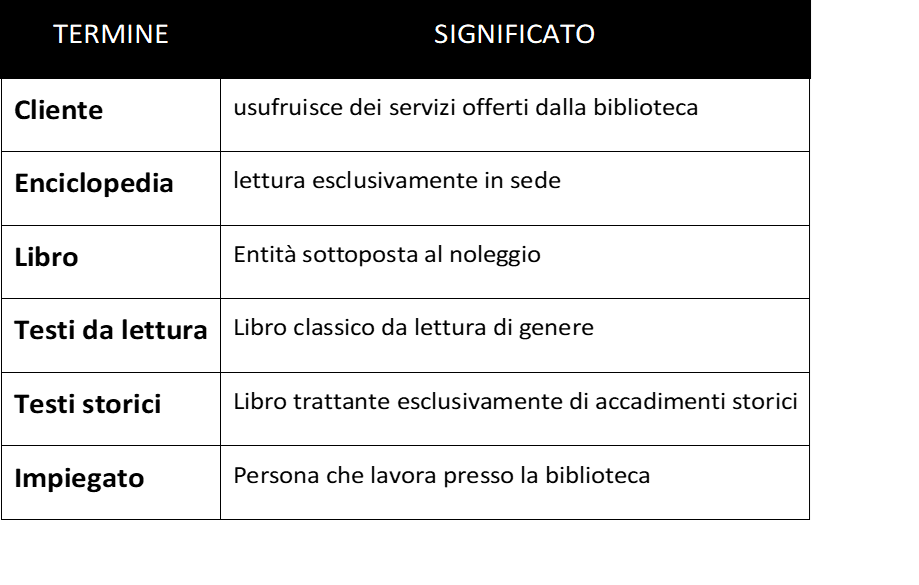 TERMINE SIGNIFICATO
Cliente usufruisce dei servizi offerti dalla biblioteca
Enciclopedia lettura esclusivamente in sede
Libro Entità sottoposta al noleggio
Testi da lettura Libro classico da lettura di genere
Testi storici Libro trattante esclusivamente di accadimenti storici
Impiegato Persona che lavora presso la biblioteca